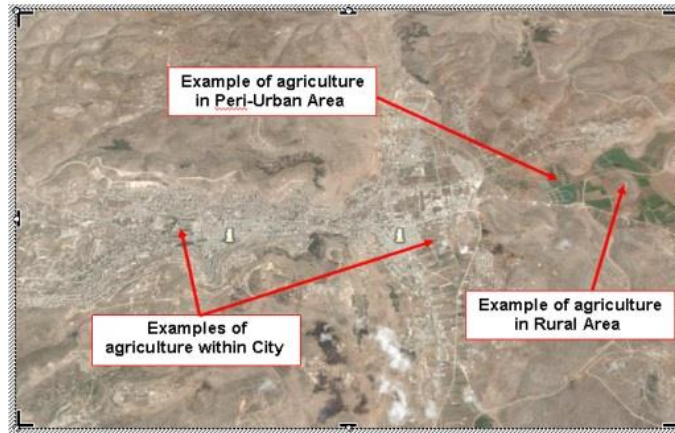 Example of agriculture
in Peri-Urban Area
Examples of
agriculture within City
Example of agriculture
in Rural Area